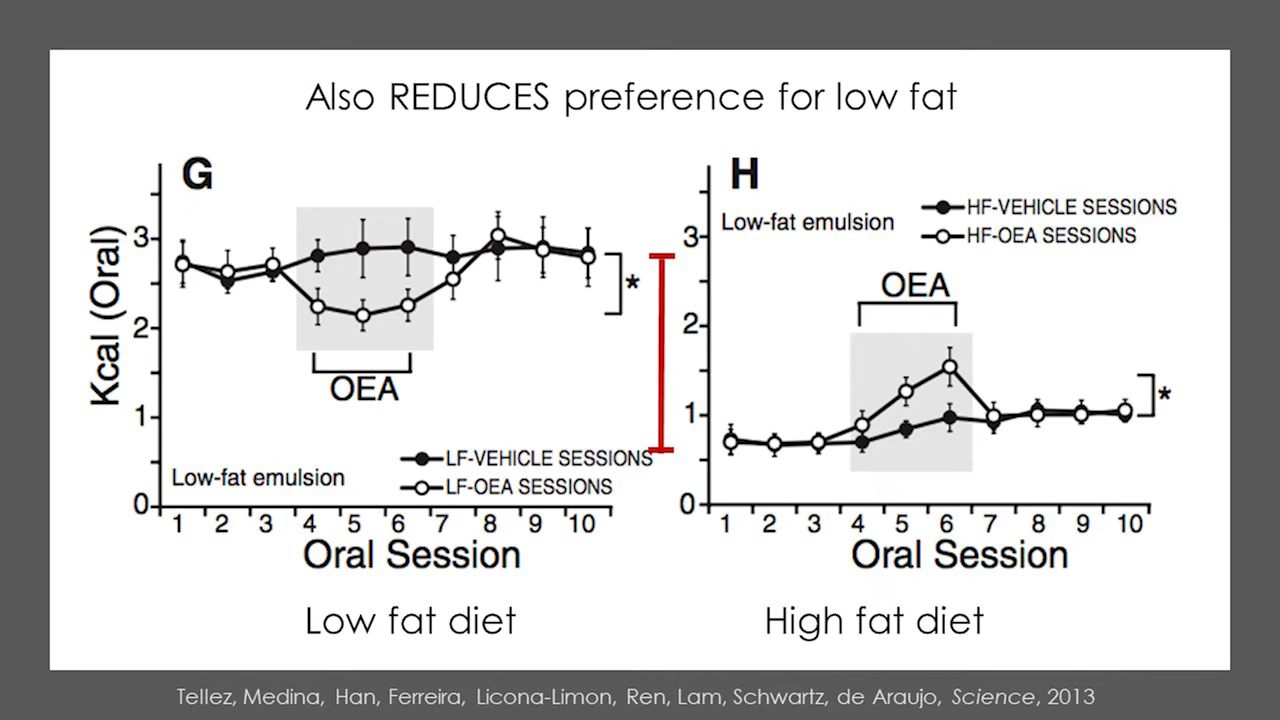 Also REDUCES preference for low fat
G
Kcal (Oral)
3
2
1
0
OEA
*
LF-VEHICLE SESSIONS
LF-OEA SESSIONS
Low-fat emulsion
1 2 3 4 5 6 7 8 9 10
Oral Session
Low fat diet
H
HF-VEHICLE SESSIONS
HF-OEA SESSIONS
Low-fat emulsion
3
2
1
0
OEA
*
1 2 3 4 5 6 7 8 9 10
Oral Session
High fat diet
Tellez, Medina, Han, Ferreira, Licona-Limon, Ren, Lam, Schwartz, de Araujo, Science, 2013